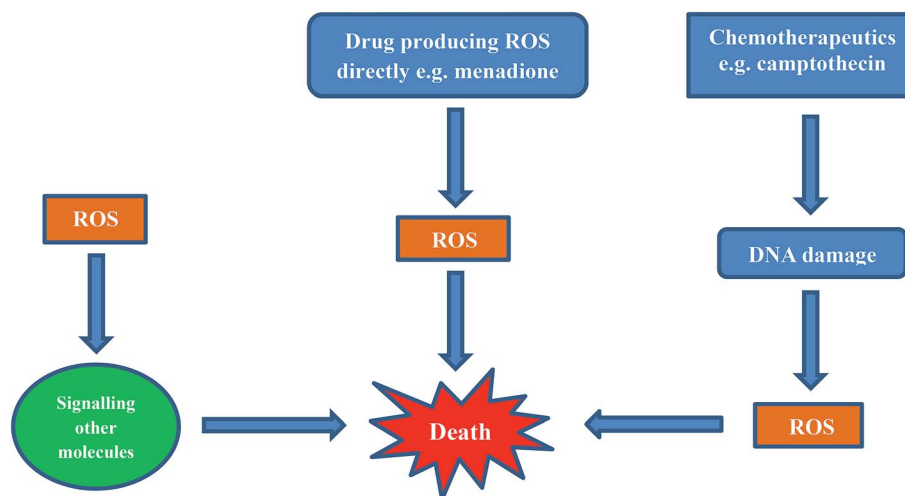 Drug producing ROS
directly e.g. menadione
Chemotherapeutics
e.g. camptothecin
ROS
ROS
DNA damage
Signalling
other
molecules
Death
ROS